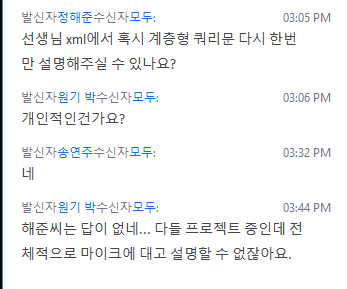 발신자정해준수신자모두: 03:05 PM
선생님 xml에서 혹시 계층형 쿼리문 다시 한번
만 설명해주실 수 있나요?
발신자원기 박수신자모두: 03:06 PM
개인적인건가요?
발신자송연주수신자모두: 03:32 PM
네
발신자원기 박수신자모두: 03:44 PM
해준씨는 답이 없네... 다들 프로젝트 중인데 전
체적으로 마이크에 대고 설명할 수 없잖아요.